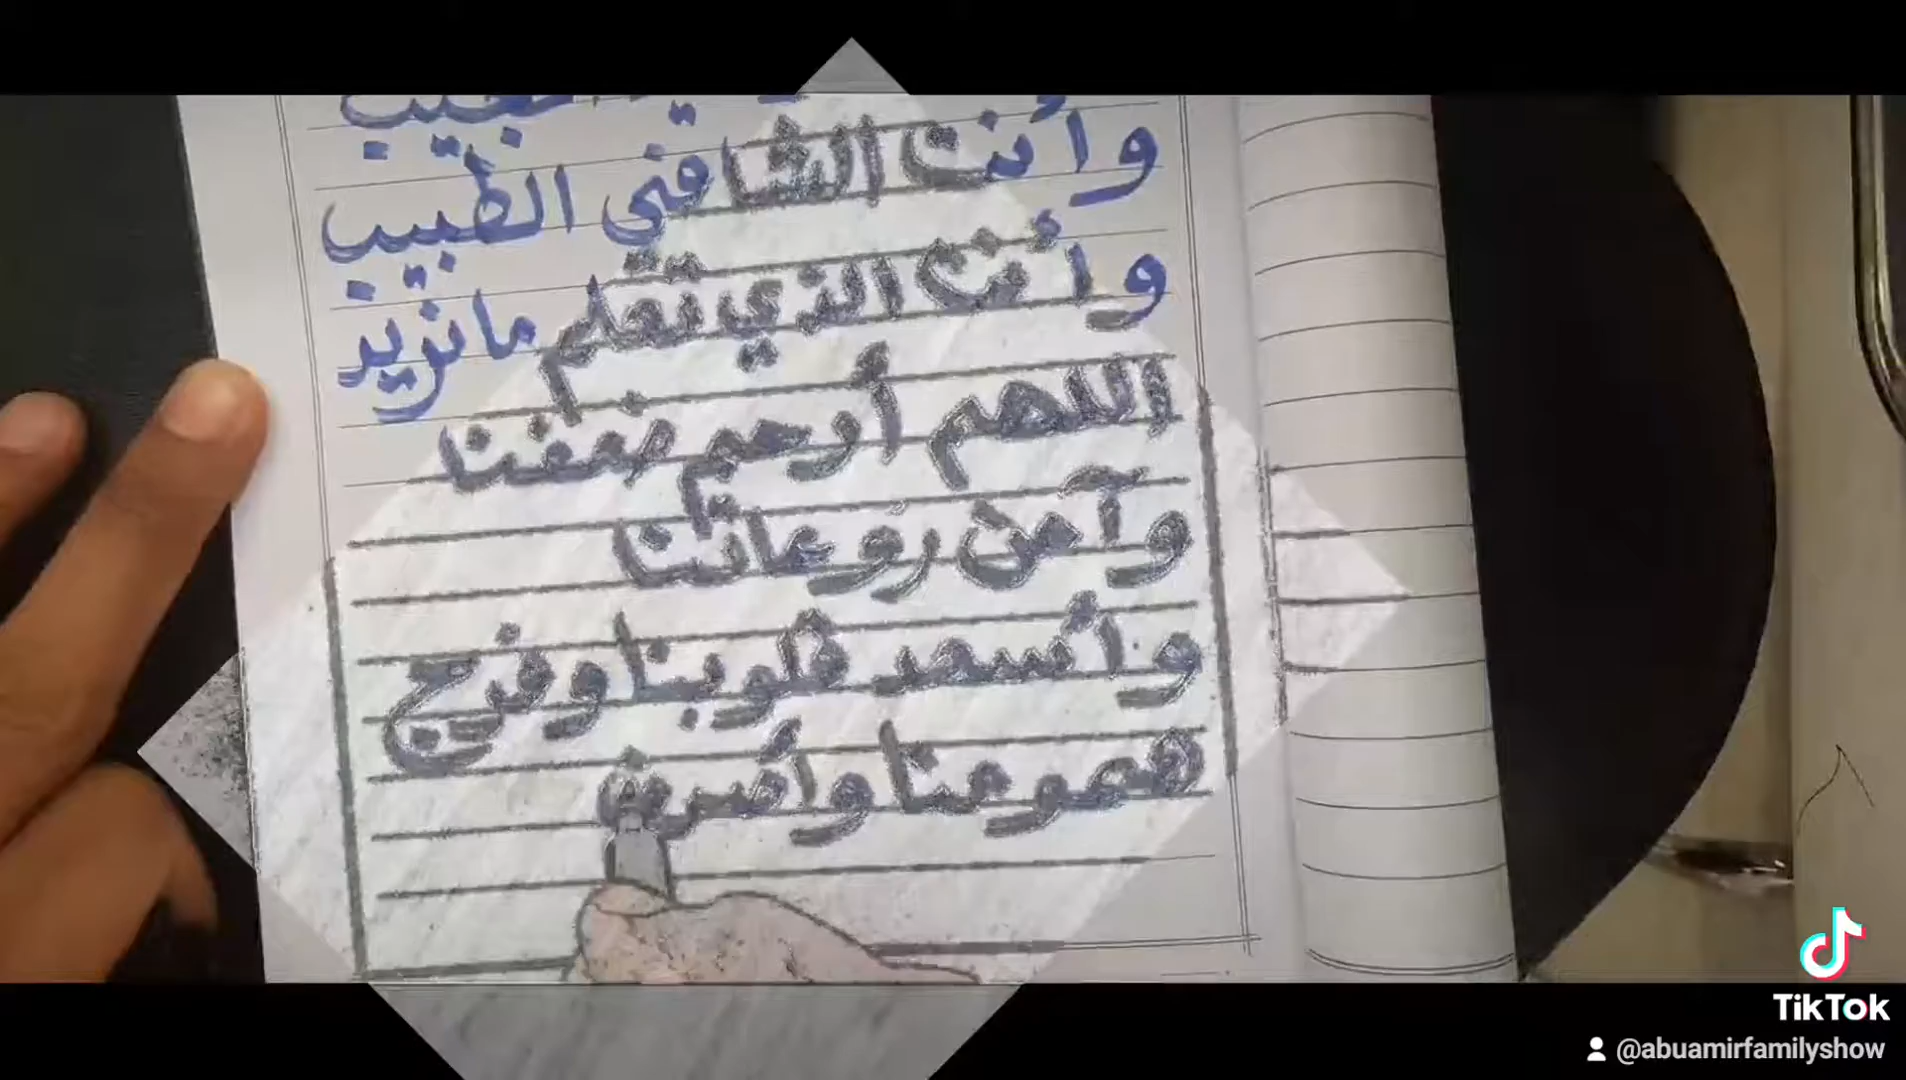 وأنت الشافي الطبيب
وأنت الذي تعلم ما نريد
اللهم أرحم ضعفنا
وآمن روعاتنا
وأسعد قلوبنا وفرج
همومنا وأصرف
TikTok
@abuamirfamilyshow